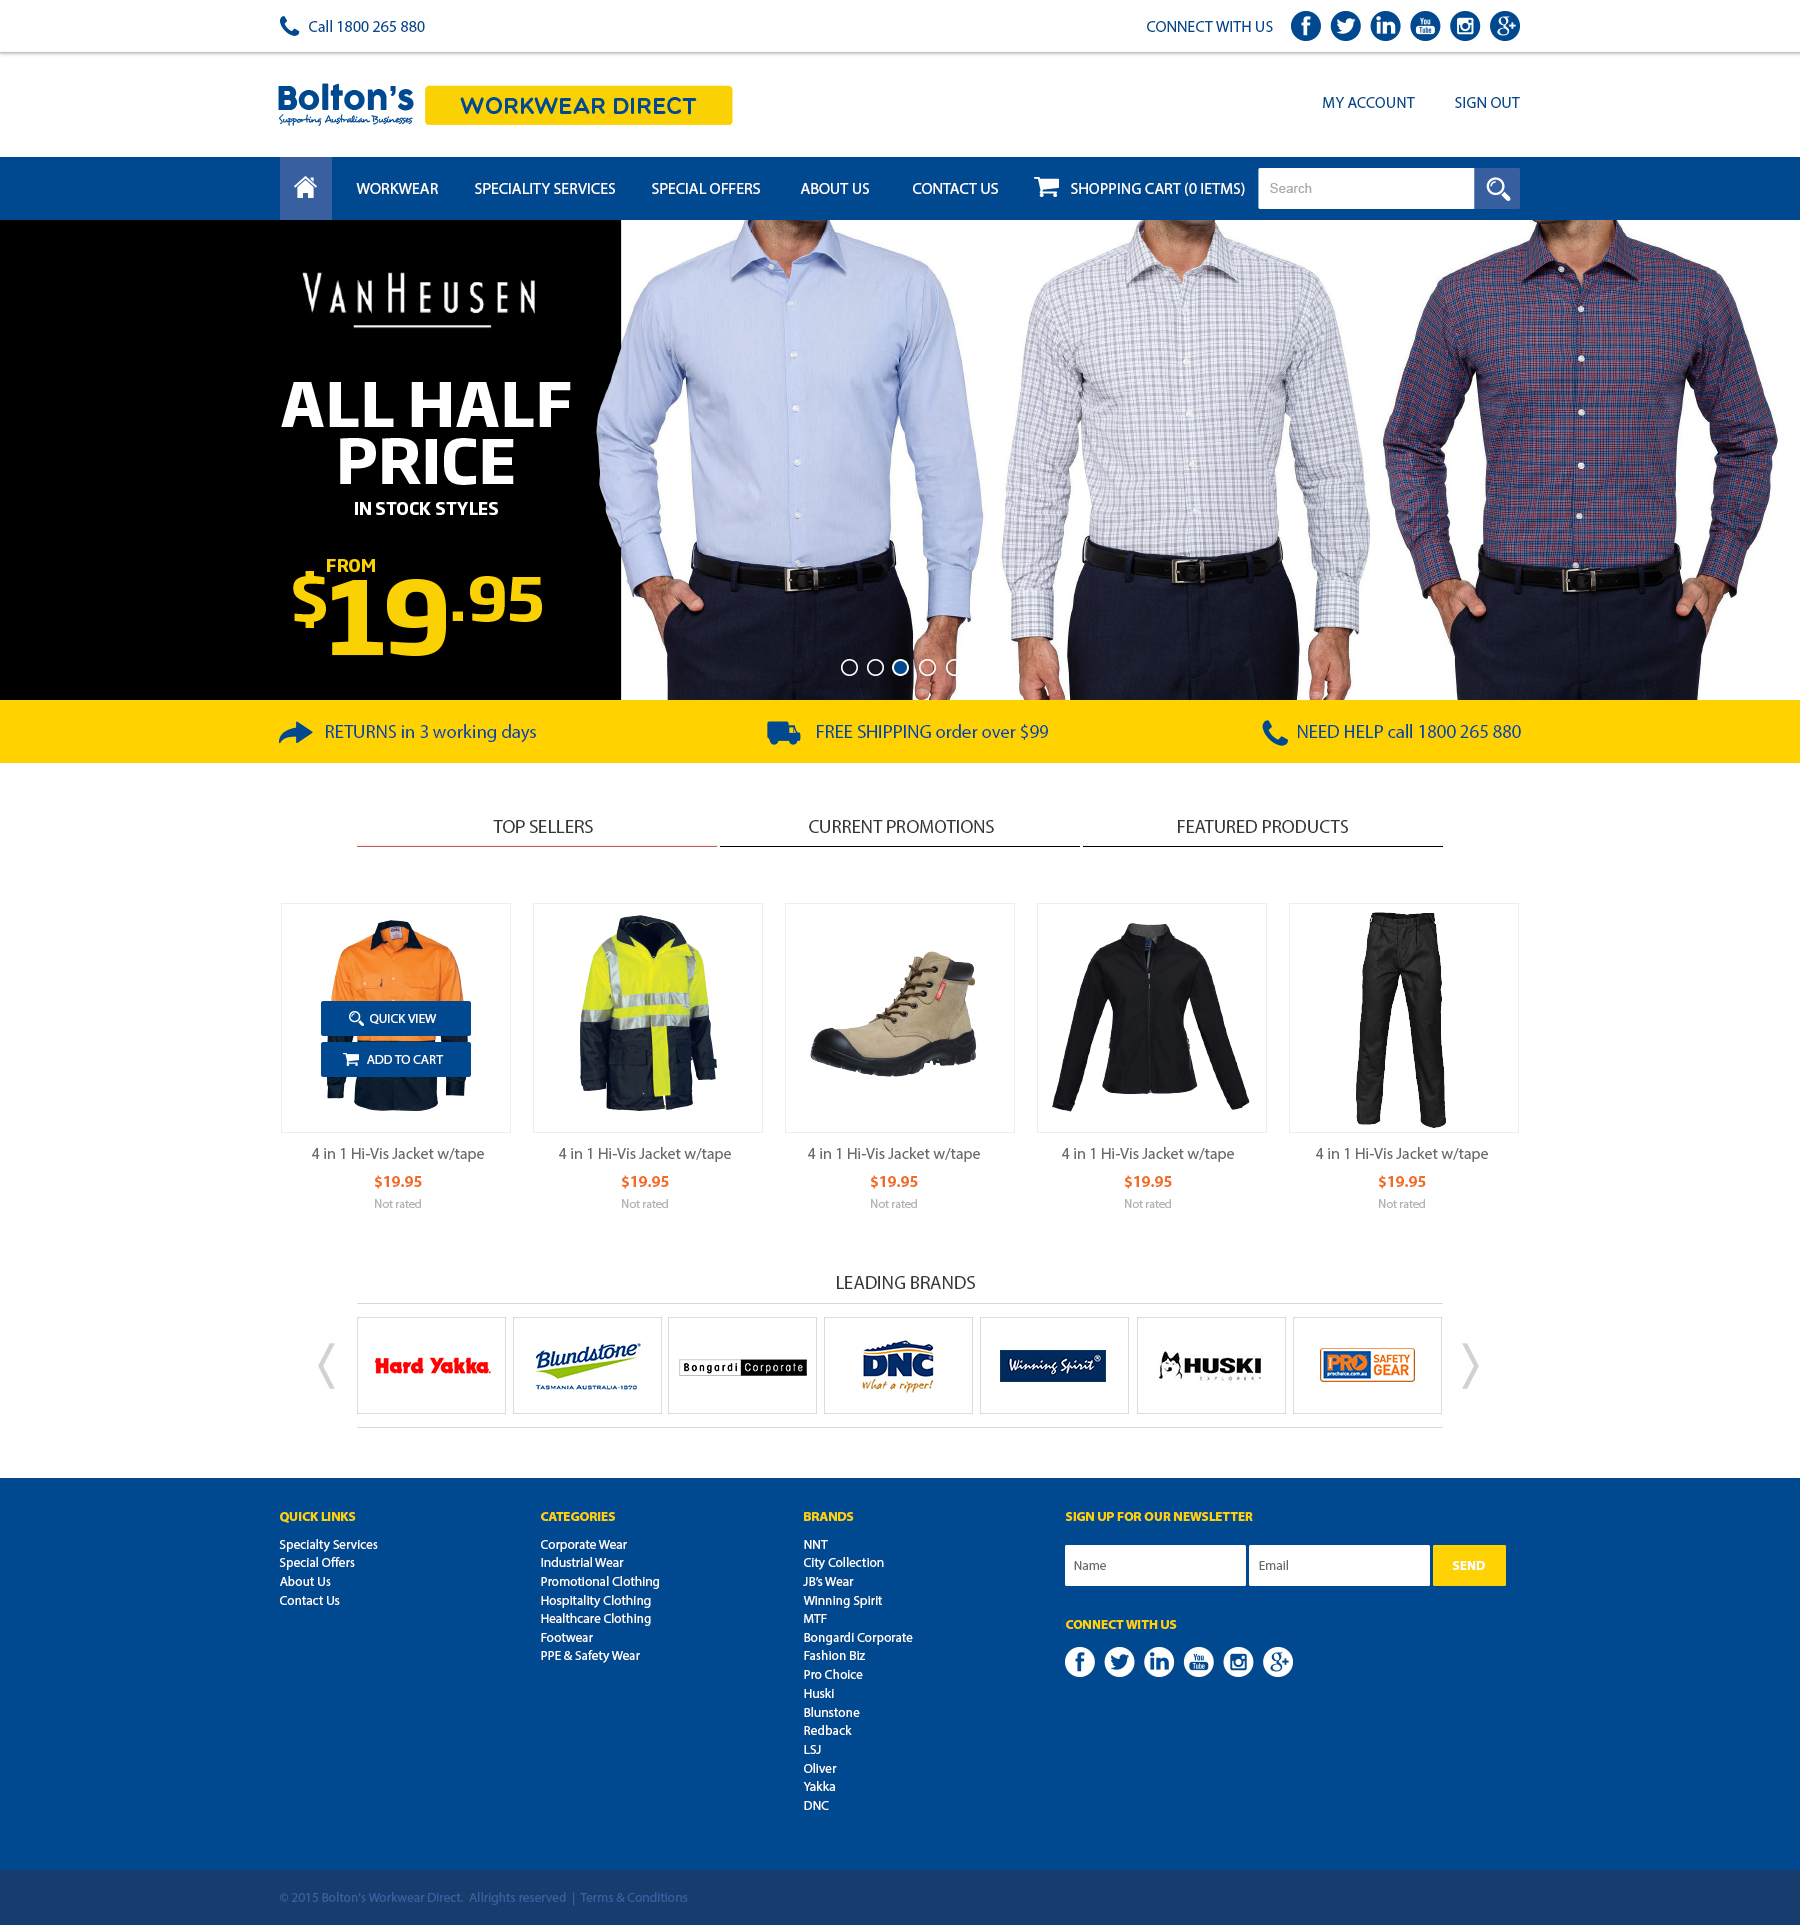 Call 1800 265 880
CONNECT WITH US
You Tube
Bolton's
Supporting Australian Businesses
WORKWEAR DIRECT
MY ACCOUNT
SIGN OUT
WORKWEAR
SPECIALITY SERVICES
SPECIAL OFFERS
ABOUT US
CONTACT US
SHOPPING CART (0 IETMS)
Search
VANHEUSEN
ALL HALF
PRICE
IN STOCK STYLES
FROM
$19.95
RETURNS in 3 working days
FREE SHIPPING order over $99
NEED HELP call 1800 265 880
TOP SELLERS
CURRENT PROMOTIONS
FEATURED PRODUCTS
QUICK VIEW
ADD TO CART
4 in 1 Hi-Vis Jacket w/tape
$19.95
Not rated
4 in 1 Hi-Vis Jacket w/tape
$19.95
Not rated
4 in 1 Hi-Vis Jacket w/tape
$19.95
Not rated
4 in 1 Hi-Vis Jacket w/tape
$19.95
Not rated
4 in 1 Hi-Vis Jacket w/tape
$19.95
Not rated
LEADING BRANDS
Hard Yakka
Blundstone
TASMANIA AUSTRALIA-1870
Bongardi Corporate
DNC
What a ripper!
Winning Spirit
HUSKI
EXPLORERY
PRO SAFETY GEAR
prochoice.com.au
QUICK LINKS
Specialty Services
Special Offers
About Us
Contact Us
CATEGORIES
Corporate Wear
Industrial Wear
Promotional Clothing
Hospitality Clothing
Healthcare Clothing
Footwear
PPE & Safety Wear
BRANDS
NNT
City Collection
JB's Wear
Winning Spirit
MTF
Bongardi Corporate
Fashion Biz
Pro Choice
Huski
Blunstone
Redback
LSJ
Oliver
Yakka
DNC
SIGN UP FOR OUR NEWSLETTER
Name
Email
SEND
CONNECT WITH US
You Tube
© 2015 Bolton's Workwear Direct. Allrights reserved | Terms & Conditions